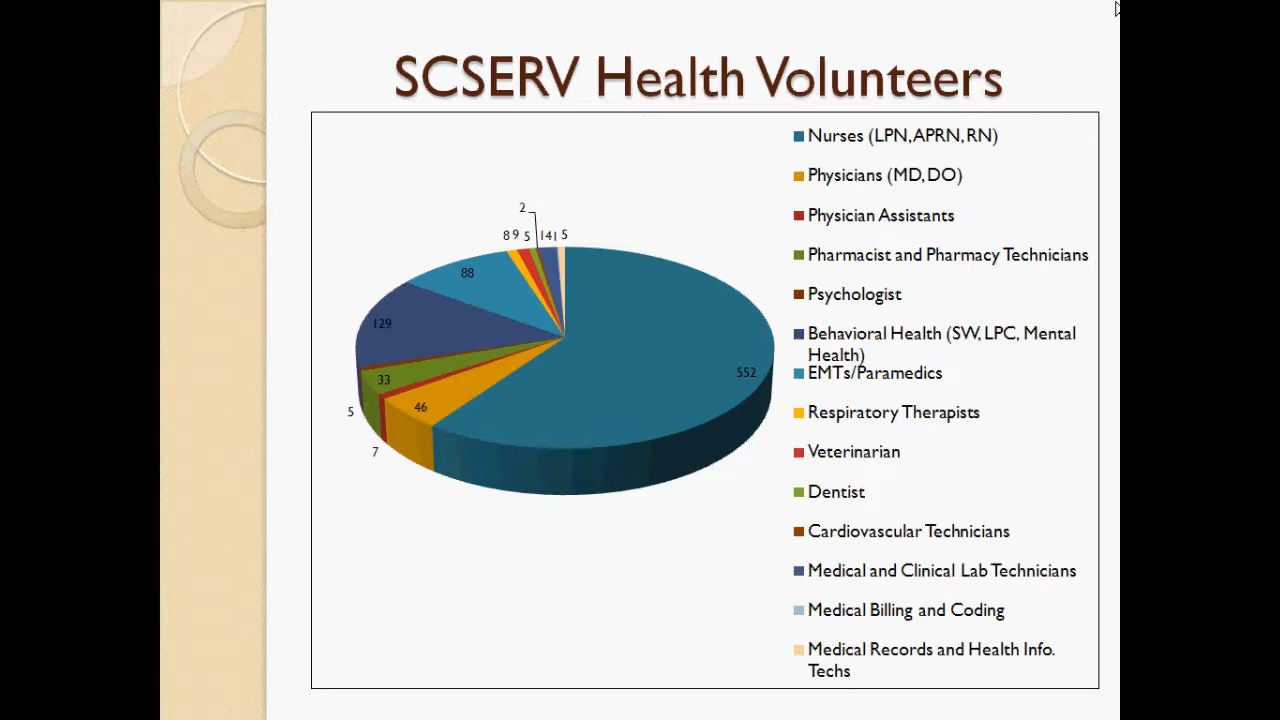 SCSERV Health Volunteers
Nurses (LPN, APRN, RN)
Physicians (MD, DO)
Physician Assistants
Pharmacist and Pharmacy Technicians
Psychologist
Behavioral Health (SW, LPC, Mental
Health)
EMTs/Paramedics
Respiratory Therapists
Veterinarian
Dentist
Cardiovascular Technicians
Medical and Clinical Lab Technicians
Medical Billing and Coding
Medical Records and Health Info.
Techs
2
8 9 5 14 1 5
88
129
552
33
46
5
7